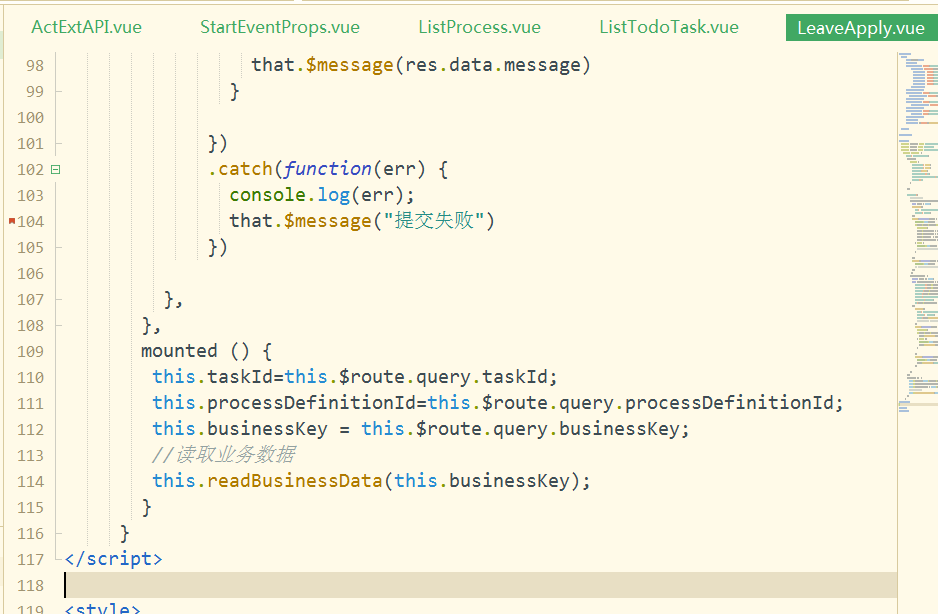 ActExtAPI.vue StartEventProps.vue ListProcess.vue ListTodoTask.vue LeaveApply.vue
98 that.$message(res.data.message)
99 }
100
101 })
102 .catch(function(err) {
103 console.log(err);
104 that.$message("提交失败")
105 })
106
107 },
108 },
109 mounted () {
110 this.taskId=this.$route.query.taskId;
111 this.processDefinitionId=this.$route.query.processDefinitionId;
112 this.businessKey = this.$route.query.businessKey;
113 //读取业务数据
114 this.readBusinessData(this.businessKey);
115 }
116 }
117 </script>
118
119 <style>